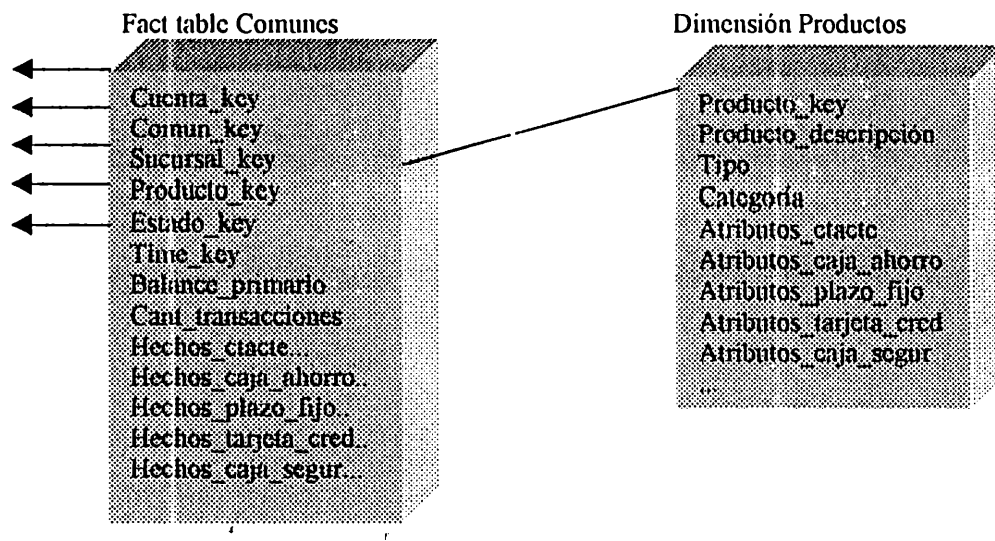 Fact table Comunes
Cuenta_key
Comun_key
Sucursal_key
Producto_key
Estado_key
Time_key
Balance_primario
Cant_transacciones
Hechos_ctacte...
Hechos_caja_ahorro..
Hechos_plazo_fijo..
Hechos_tarjeta_cred..
Hechos_caja_segur...
Dimensión Productos
Producto_key
Producto_descripción
Tipo
Categoría
Atributos_ctacte
Atributos_caja_ahorro
Atributos_plazo_fijo
Atributos_tarjeta_cred
Atributos_caja_segur
...